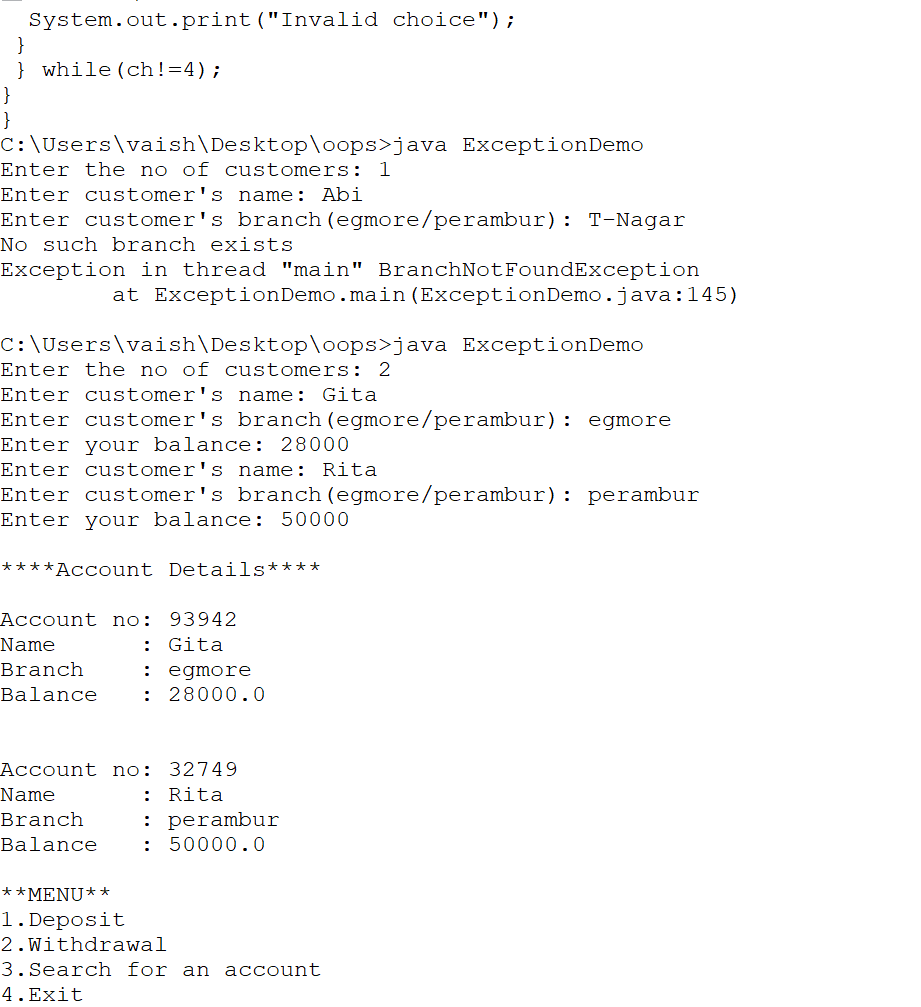 System.out.print("Invalid choice");
}
} while(ch!=4);
}
}
C:\Users\vaish\Desktop\oops>java ExceptionDemo
Enter the no of customers: 1
Enter customer's name: Abi
Enter customer's branch(egmore/perambur): T-Nagar
No such branch exists
Exception in thread "main" BranchNotFoundException
        at ExceptionDemo.main(ExceptionDemo.java:145)

C:\Users\vaish\Desktop\oops>java ExceptionDemo
Enter the no of customers: 2
Enter customer's name: Gita
Enter customer's branch(egmore/perambur): egmore
Enter your balance: 28000
Enter customer's name: Rita
Enter customer's branch(egmore/perambur): perambur
Enter your balance: 50000

****Account Details****

Account no: 93942
Name      : Gita
Branch    : egmore
Balance   : 28000.0

Account no: 32749
Name      : Rita
Branch    : perambur
Balance   : 50000.0

**MENU**
1.Deposit
2.Withdrawal
3.Search for an account
4.Exit